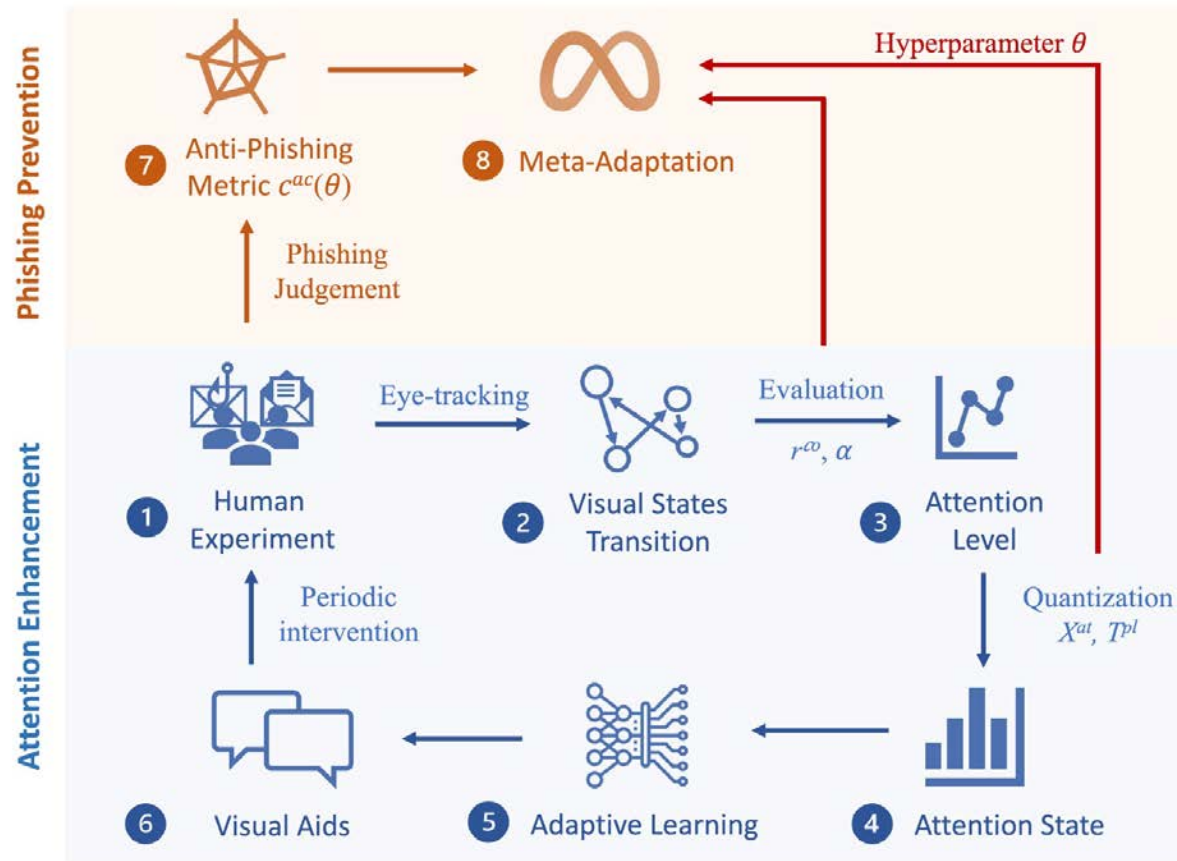 Phishing Prevention
Hyperparameter θ
7
Anti-Phishing
Metric c^{ac}(θ)
8
Meta-Adaptation
Phishing
Judgement
Attention Enhancement
Eye-tracking
Evaluation
r^{co}, α
1
Human
Experiment
2
Visual States
Transition
3
Attention
Level
Periodic
intervention
Quantization
X^{at}, T^{pl}
6
Visual Aids
5
Adaptive Learning
4
Attention State